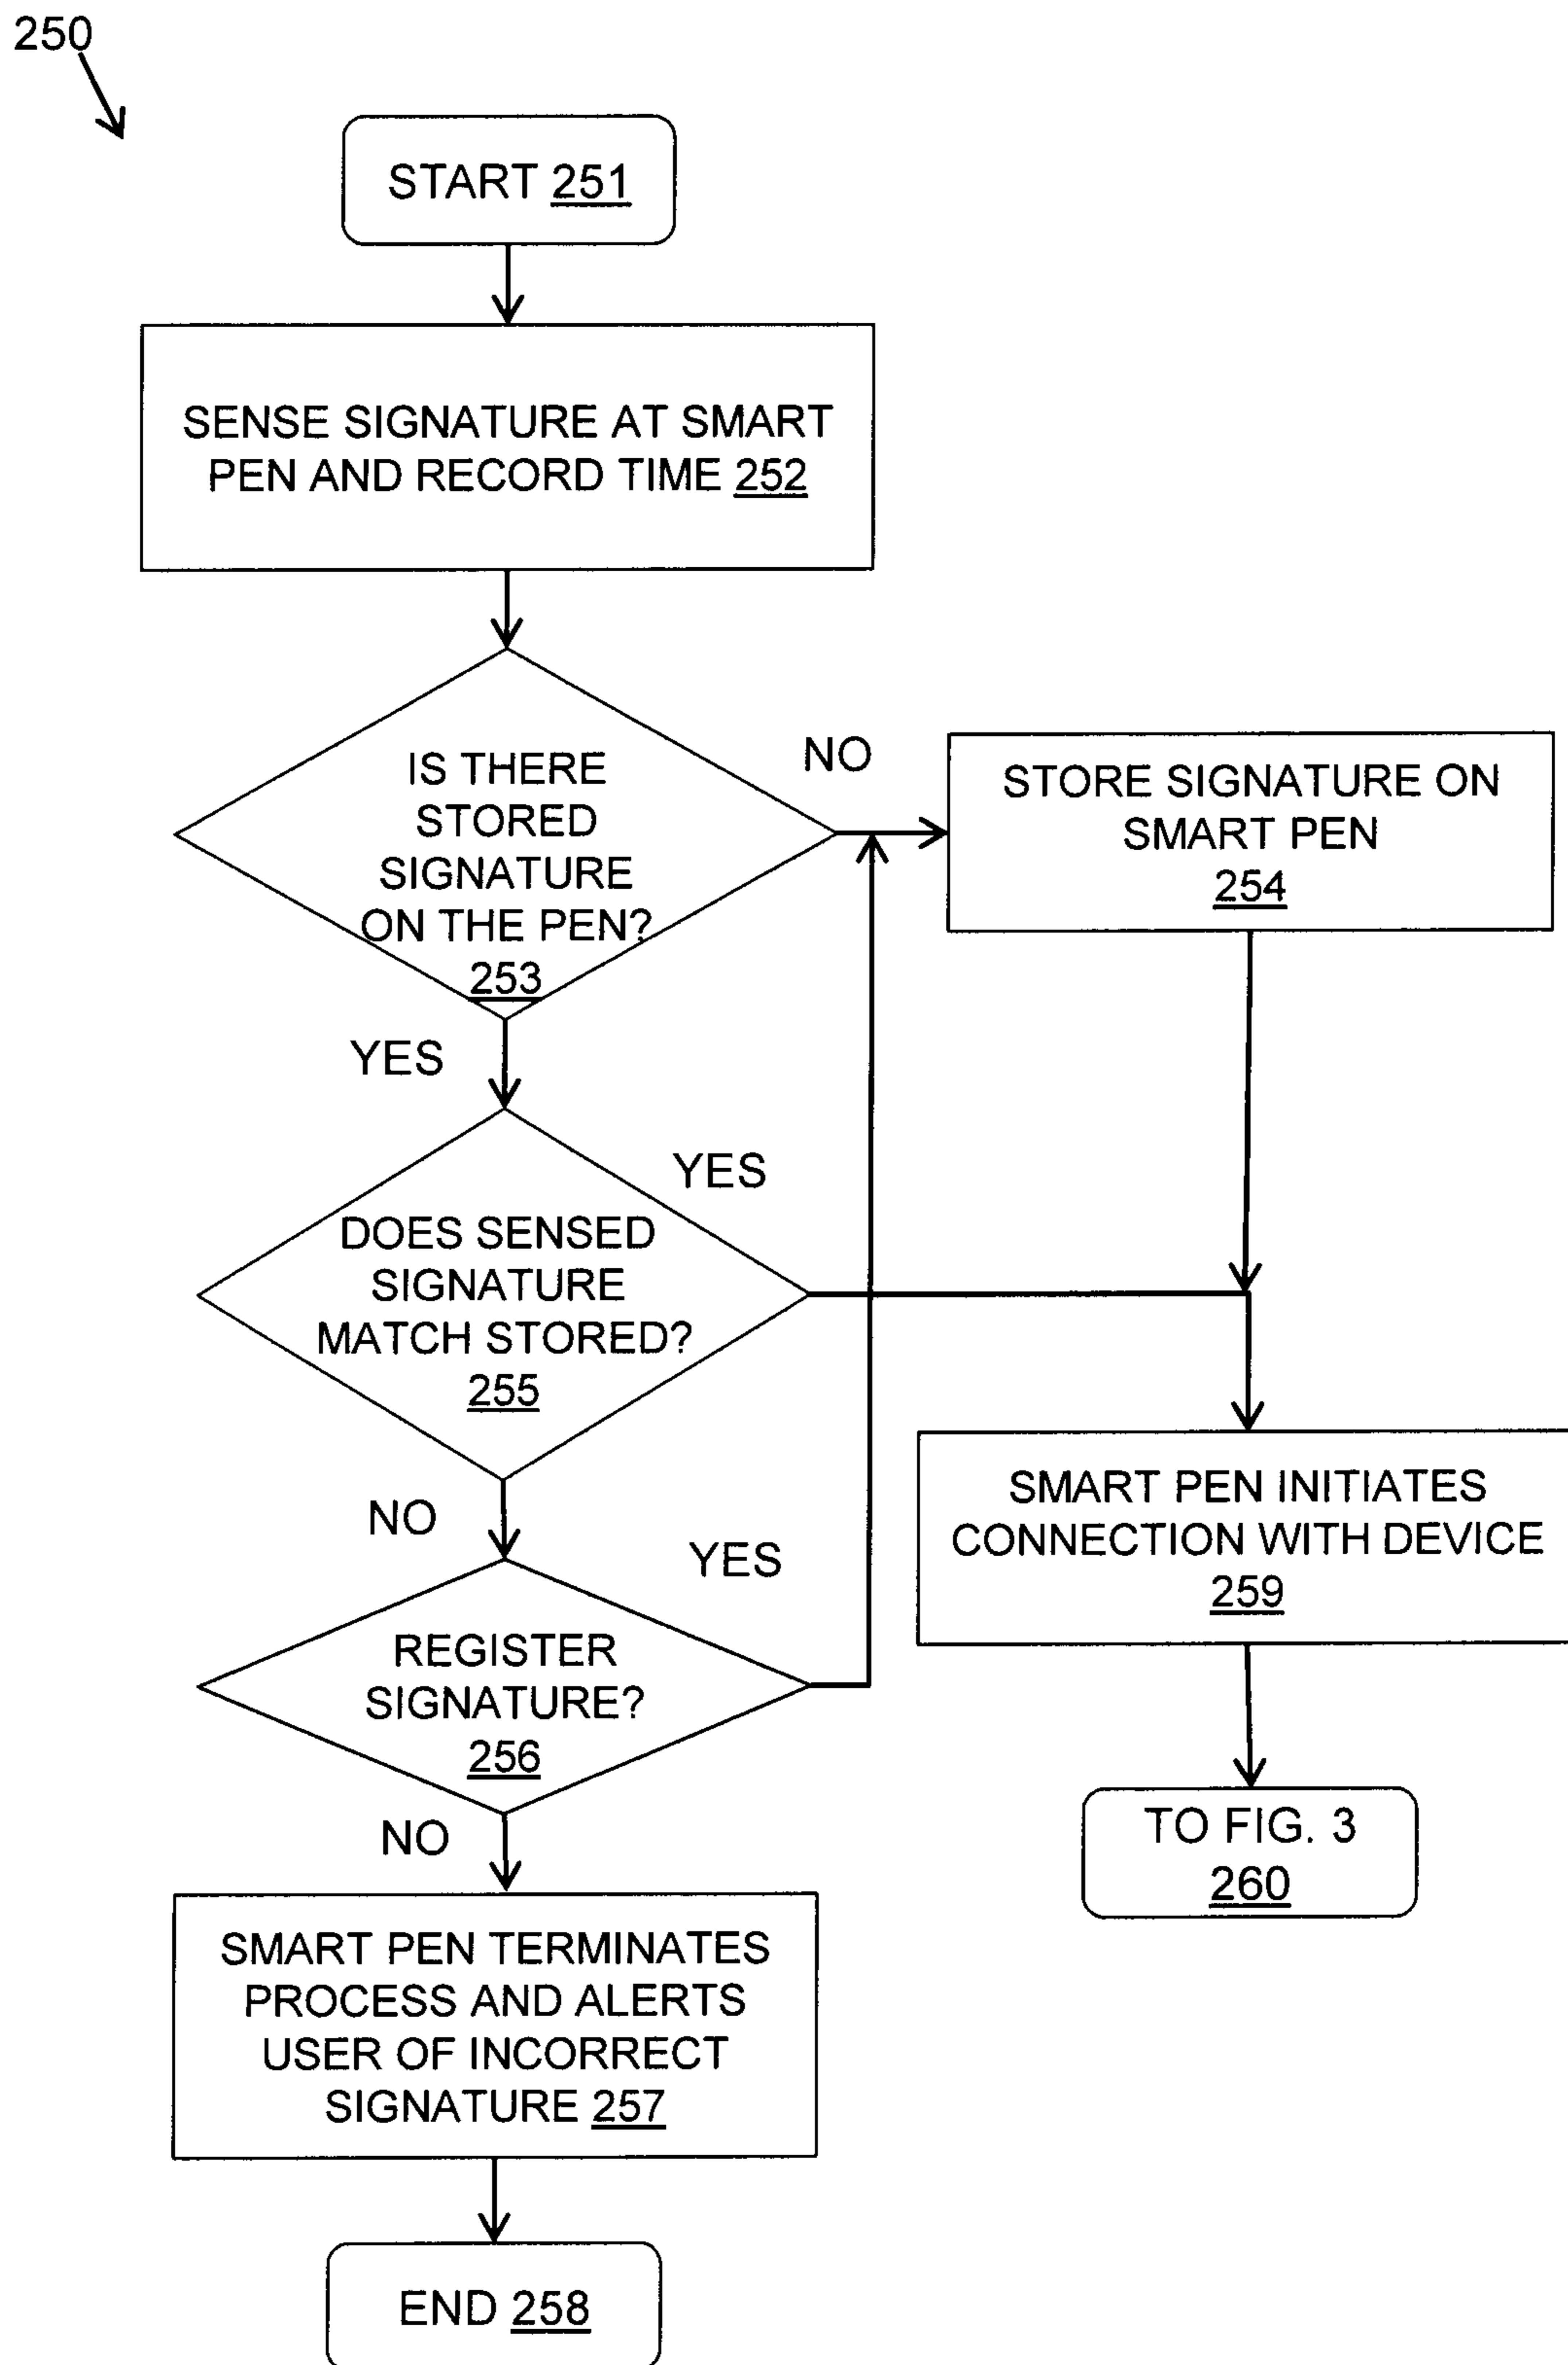 250
START 251
SENSE SIGNATURE AT SMART
PEN AND RECORD TIME 252
IS THERE
STORED
SIGNATURE
ON THE PEN?
253
NO
STORE SIGNATURE ON
SMART PEN
254
YES
DOES SENSED
SIGNATURE
MATCH STORED?
255
YES
NO
REGISTER
SIGNATURE?
256
YES
SMART PEN INITIATES
CONNECTION WITH DEVICE
259
TO FIG. 3
260
NO
SMART PEN TERMINATES
PROCESS AND ALERTS
USER OF INCORRECT
SIGNATURE 257
END 258